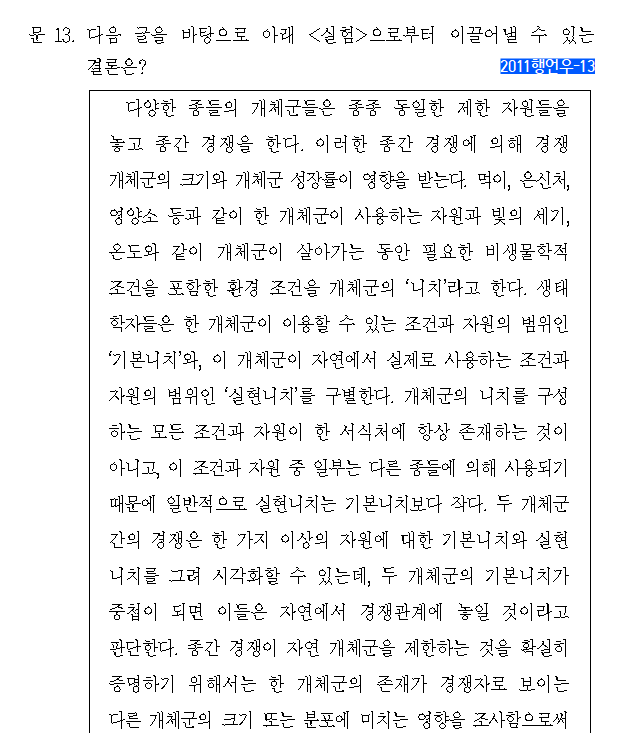 문 13. 다음 글을 바탕으로 아래 <실험>으로부터 이끌어낼 수 있는
결론은?
2011행언우-13
다양한 종들의 개체군들은 종종 동일한 제한 자원들을
놓고 종간 경쟁을 한다. 이러한 종간 경쟁에 의해 경쟁
개체군의 크기와 개체군 성장률이 영향을 받는다. 먹이, 은신처,
영양소 등과 같이 한 개체군이 사용하는 자원과 빛의 세기,
온도와 같이 개체군이 살아가는 동안 필요한 비생물학적
조건을 포함한 환경 조건을 개체군의 ‘니치’라고 한다. 생태
학자들은 한 개체군이 이용할 수 있는 조건과 자원의 범위인
‘기본니치’와, 이 개체군이 자연에서 실제로 사용하는 조건과
자원의 범위인 ‘실현니치’를 구별한다. 개체군의 니치를 구성
하는 모든 조건과 자원이 한 서식처에 항상 존재하는 것이
아니고, 이 조건과 자원 중 일부는 다른 종들에 의해 사용되기
때문에 일반적으로 실현니치는 기본니치보다 작다. 두 개체군
간의 경쟁은 한 가지 이상의 자원에 대한 기본니치와 실현
니치를 그려 시각화할 수 있는데, 두 개체군의 기본니치가
중첩이 되면 이들은 자연에서 경쟁관계에 놓일 것이라고
판단한다. 종간 경쟁이 자연 개체군을 제한하는 것을 확실히
증명하기 위해서는 한 개체군의 존재가 경쟁자로 보이는
다른 개체군의 크기 또는 분포에 미치는 영향을 조사함으로써